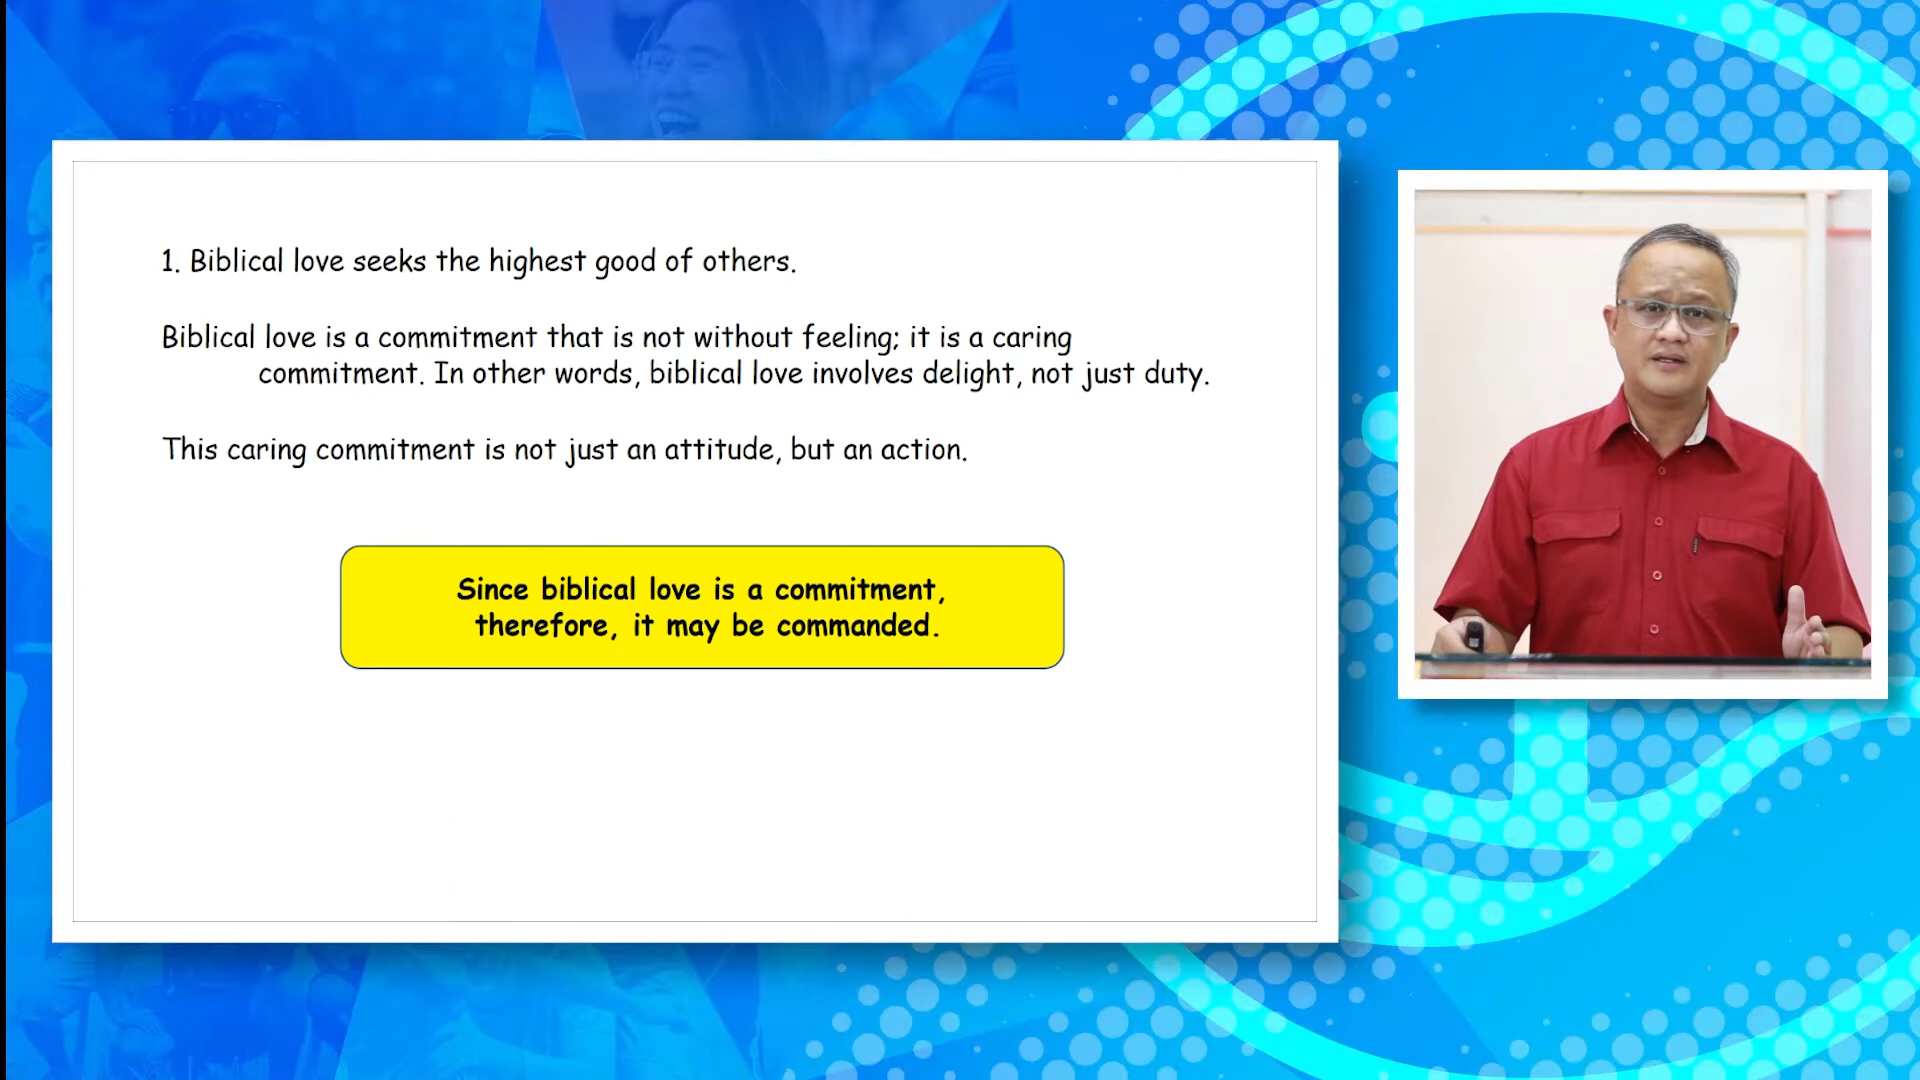 1. Biblical love seeks the highest good of others.
Biblical love is a commitment that is not without feeling; it is a caring
commitment. In other words, biblical love involves delight, not just duty.
This caring commitment is not just an attitude, but an action.
Since biblical love is a commitment,
therefore, it may be commanded.